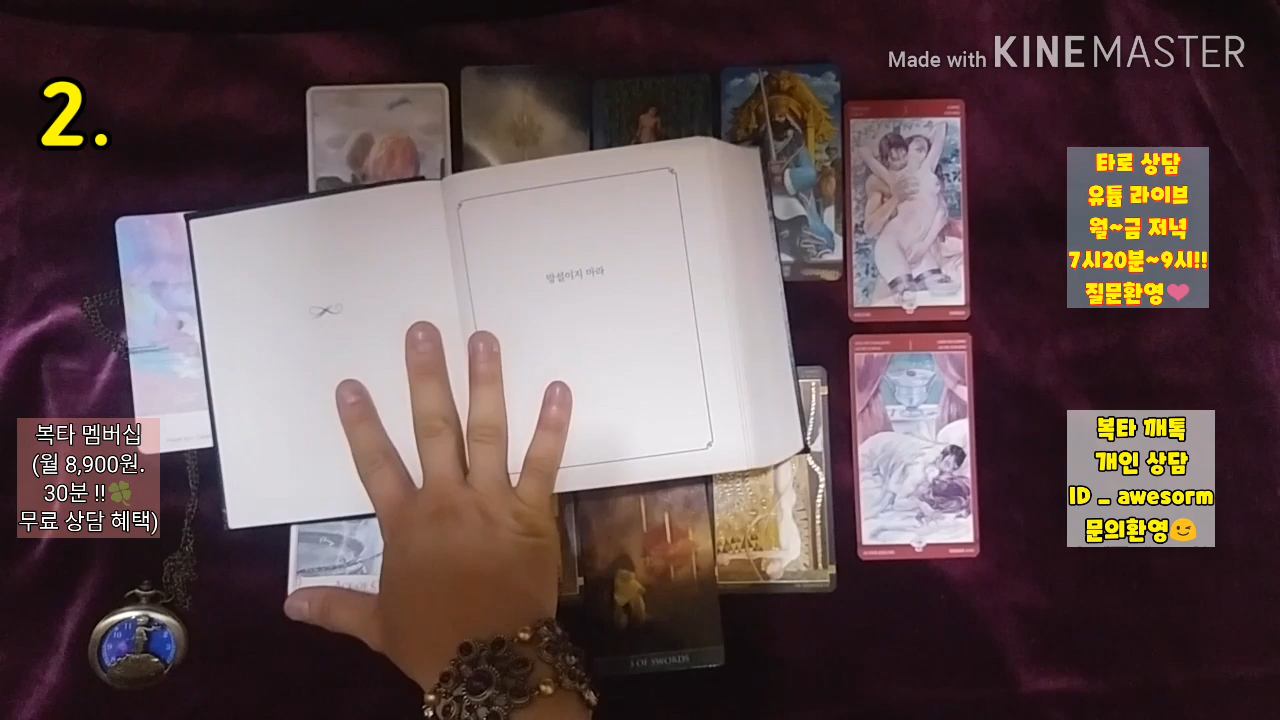 Made with KINEMASTER
2.
타로 상담
유튭 라이브
월~금 저녁
7시20분~9시!!
질문환영❤
망설이지 마라
복타 멤버십
(월 8,900원.
30분 !!🍀
무료 상담 혜택)
복타 깨톡
개인 상담
ID _ awesorm
문의환영😉
3 OF SWORDS